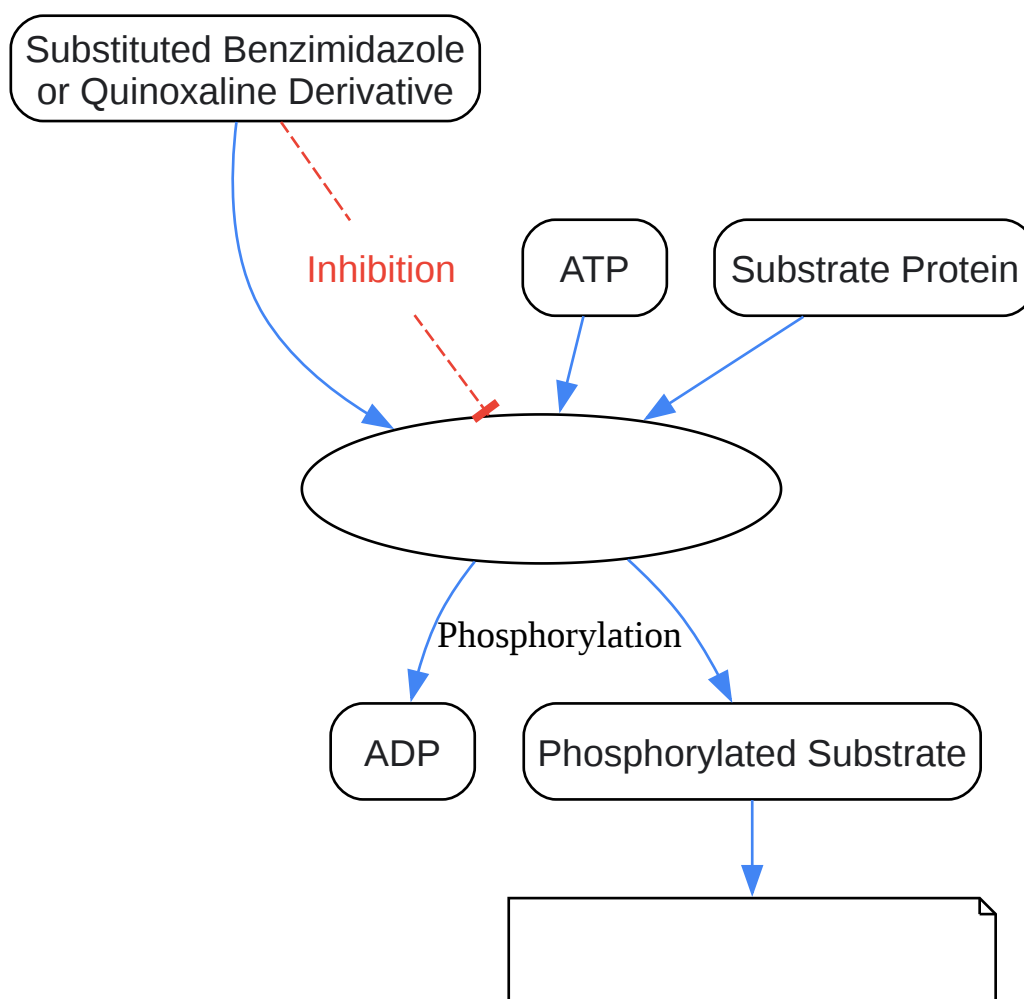 Substituted Benzimidazole
or Quinoxaline Derivative
Inhibition
ATP
Substrate Protein
Phosphorylation
ADP
Phosphorylated Substrate